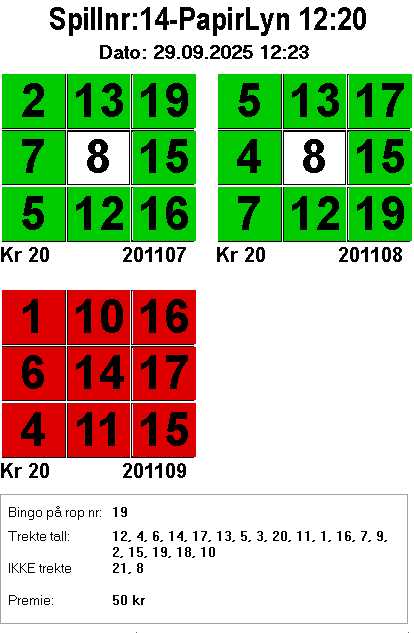 Spillnr:14-PapirLyn 12:20
Dato: 29.09.2025 12:23
2 13 19
7 8 15
5 12 16
Kr 20 201107
5 13 17
4 8 15
7 12 19
Kr 20 201108
1 10 16
6 14 17
4 11 15
Kr 20 201109
Bingo på rop nr: 19
Trekte tall: 12, 4, 6, 14, 17, 13, 5, 3, 20, 11, 1, 16, 7, 9,
2, 15, 19, 18, 10
IKKE trekte 21, 8
Premie: 50 kr